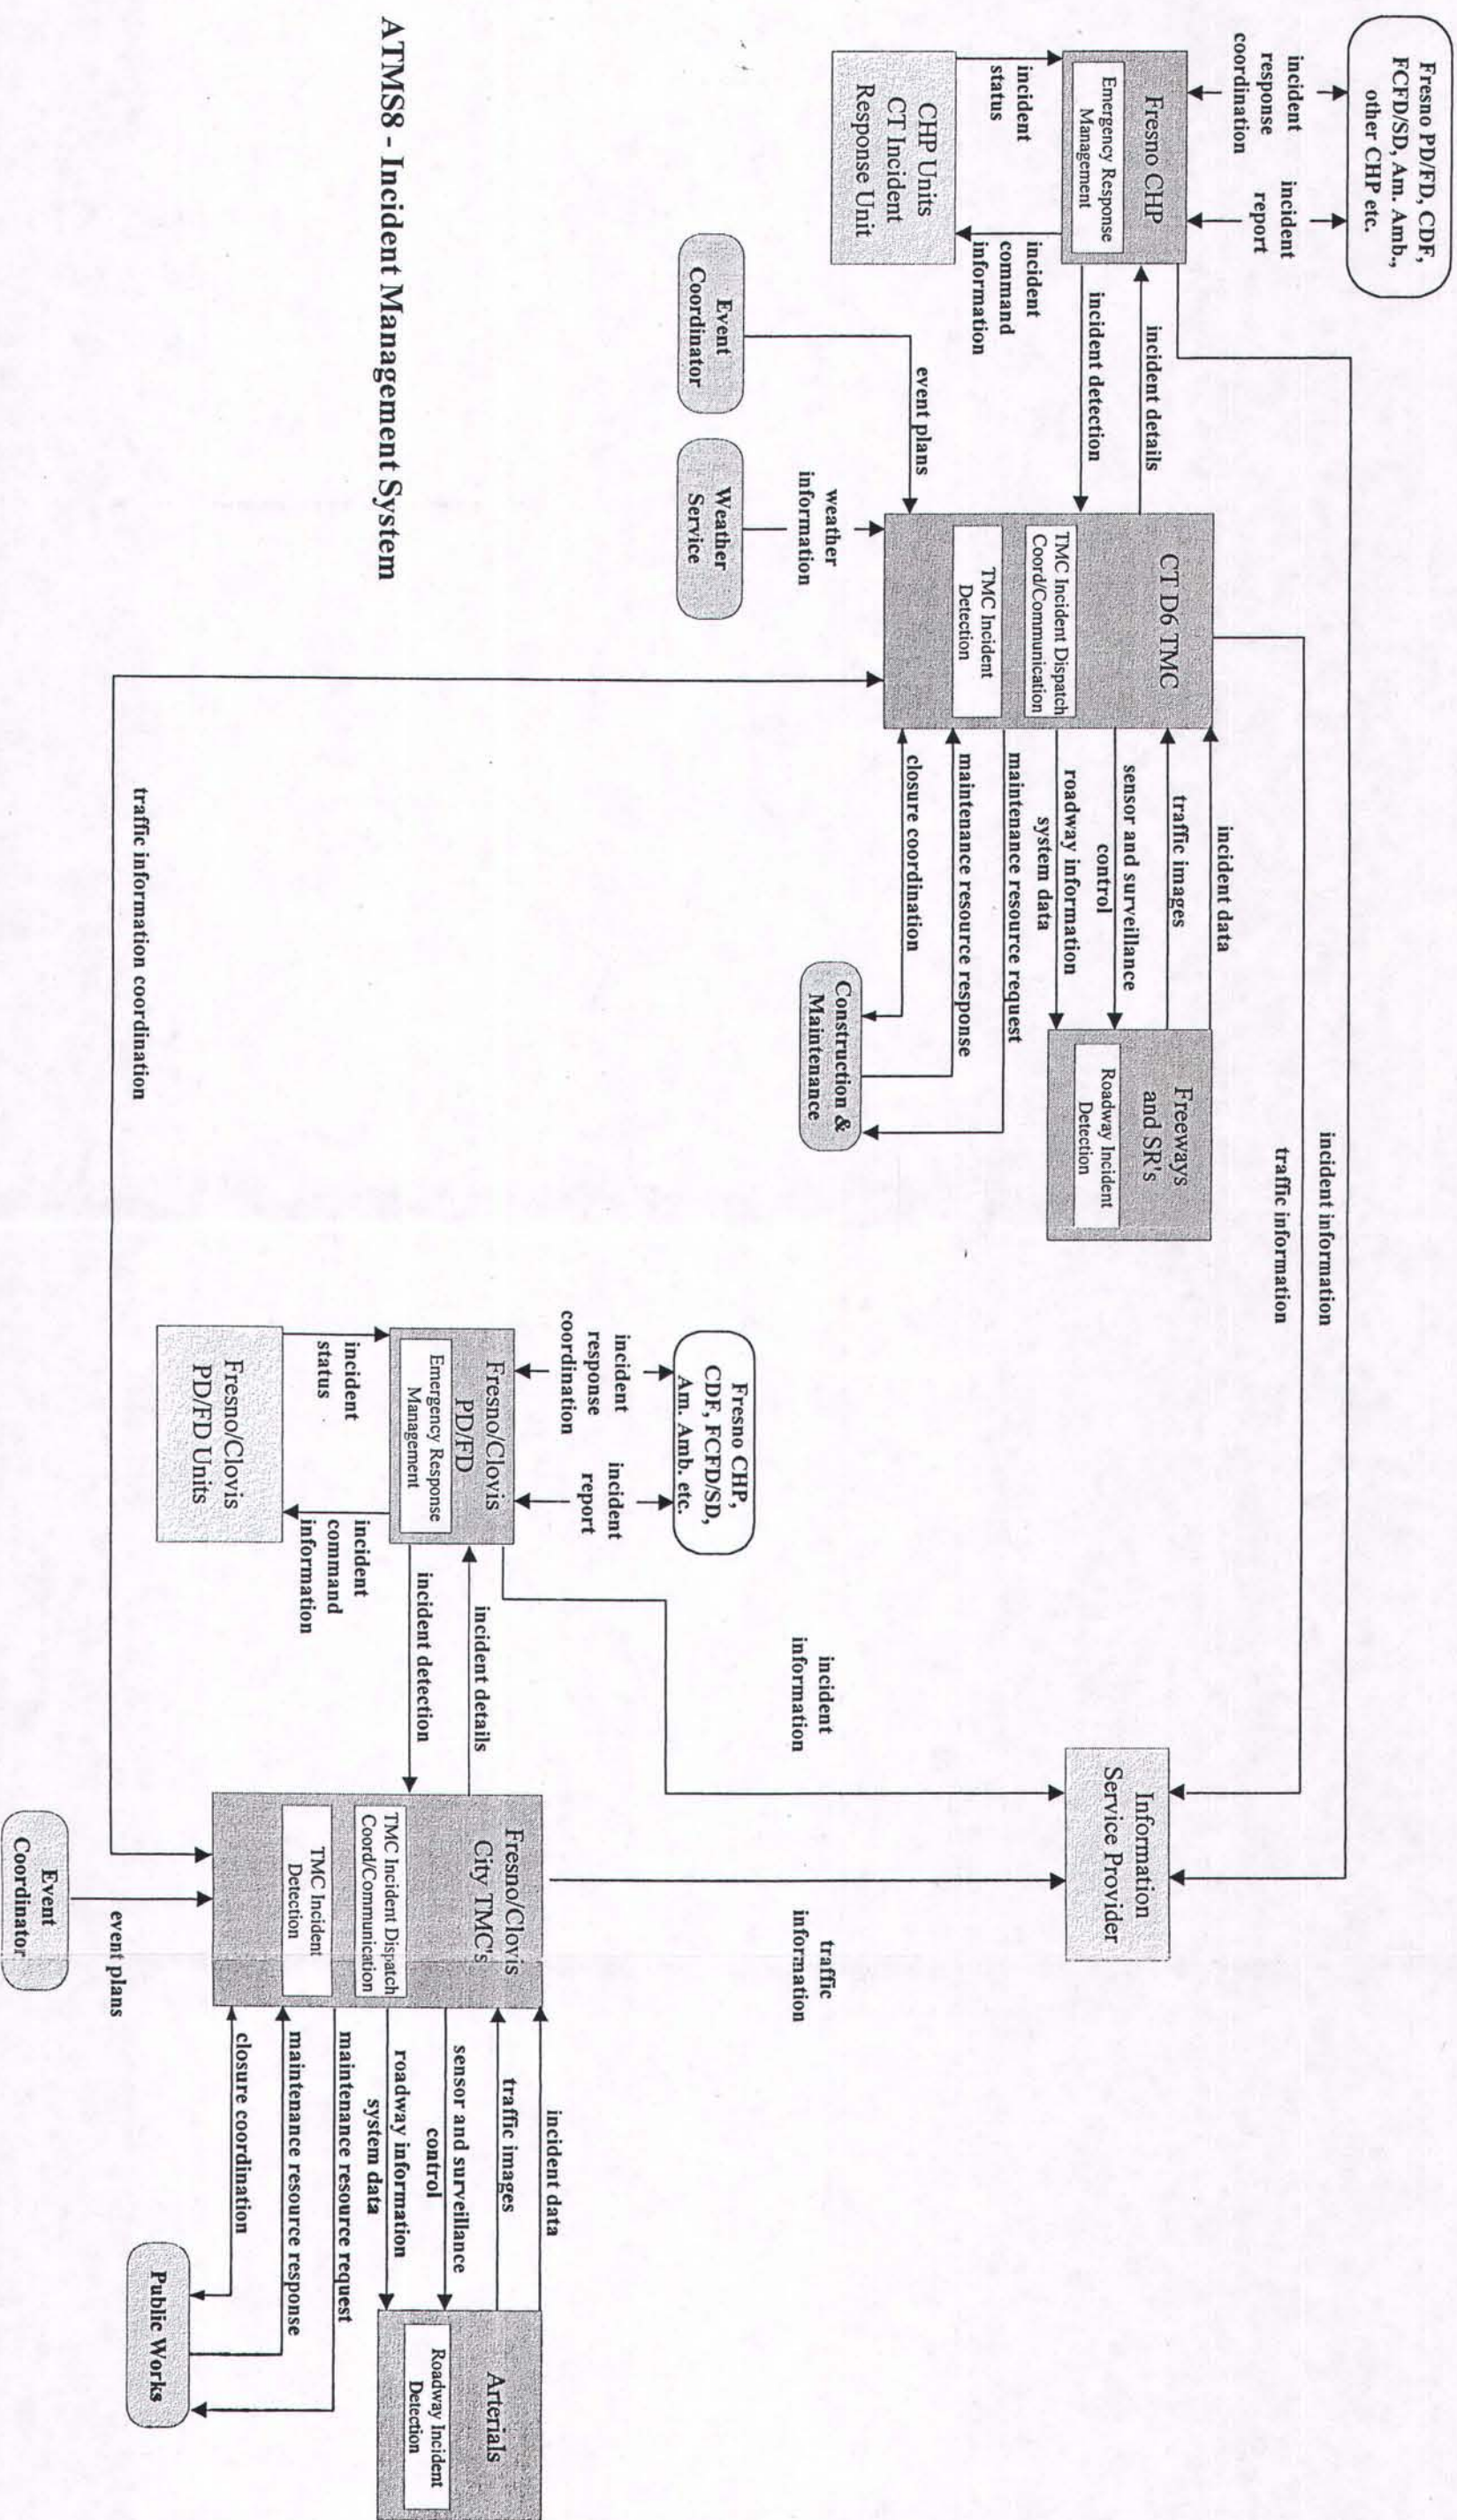 Fresno PD/FD, CDF,
FCFD/SD, Am. Amb.,
other CHP etc.
incident
response
coordination
incident
report
Fresno CHP
Emergency Response
Management
incident
status
incident
command
information
CHP Units
CT Incident
Response Unit
incident details
incident detection
Event
Coordinator
event plans
Weather
Service
weather
information
CT D6 TMC
TMC Incident Dispatch
Coord/Communication
TMC Incident
Detection
incident data
traffic images
sensor and surveillance
control
roadway information
system data
maintenance resource request
maintenance resource response
closure coordination
Freeways
and SR's
Roadway Incident
Detection
Construction &
Maintenance
incident information
traffic information
Information
Service Provider
incident
information
traffic
information
Fresno CHP,
CDF, FCFD/SD,
Am. Amb. etc.
incident
response
coordination
incident
report
Fresno/Clovis
PD/FD
Emergency Response
Management
incident
status
incident
command
information
Fresno/Clovis
PD/FD Units
incident details
incident detection
Fresno/Clovis
City TMC's
TMC Incident Dispatch
Coord/Communication
TMC Incident
Detection
incident data
traffic images
sensor and surveillance
control
roadway information
system data
maintenance resource request
maintenance resource response
closure coordination
Arterials
Roadway Incident
Detection
Public Works
traffic information coordination
Event
Coordinator
event plans
ATMS8 - Incident Management System